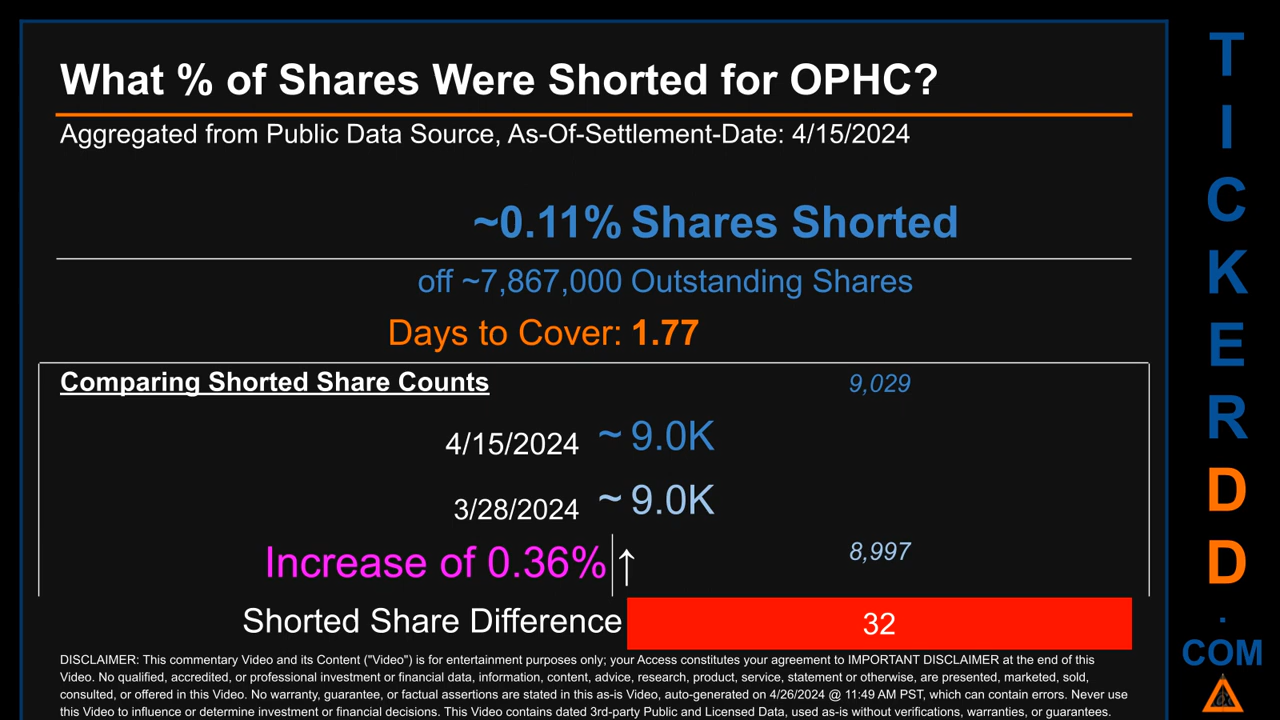 What % of Shares Were Shorted for OPHC?
Aggregated from Public Data Source, As-Of-Settlement-Date: 4/15/2024
~0.11% Shares Shorted
off ~7,867,000 Outstanding Shares
Days to Cover: 1.77
Comparing Shorted Share Counts
9,029
4/15/2024 ~ 9.0K
3/28/2024 ~ 9.0K
Increase of 0.36% ↑
8,997
Shorted Share Difference 32
DISCLAIMER: This commentary Video and its Content ("Video") is for entertainment purposes only; your Access constitutes your agreement to IMPORTANT DISCLAIMER at the end of this
Video. No qualified, accredited, or professional investment or financial data, information, content, advice, research, product, service, statement or otherwise, are presented, marketed, sold,
consulted, or offered in this Video. No warranty, guarantee, or factual assertions are stated in this as-is Video, auto-generated on 4/26/2024 @ 11:49 AM PST, which can contain errors. Never use
this Video to influence or determine investment or financial decisions. This Video contains dated 3rd-party Public and Licensed Data, used as-is without verifications, warranties, or guarantees.
T
I
C
K
E
R
D
D
.
COM